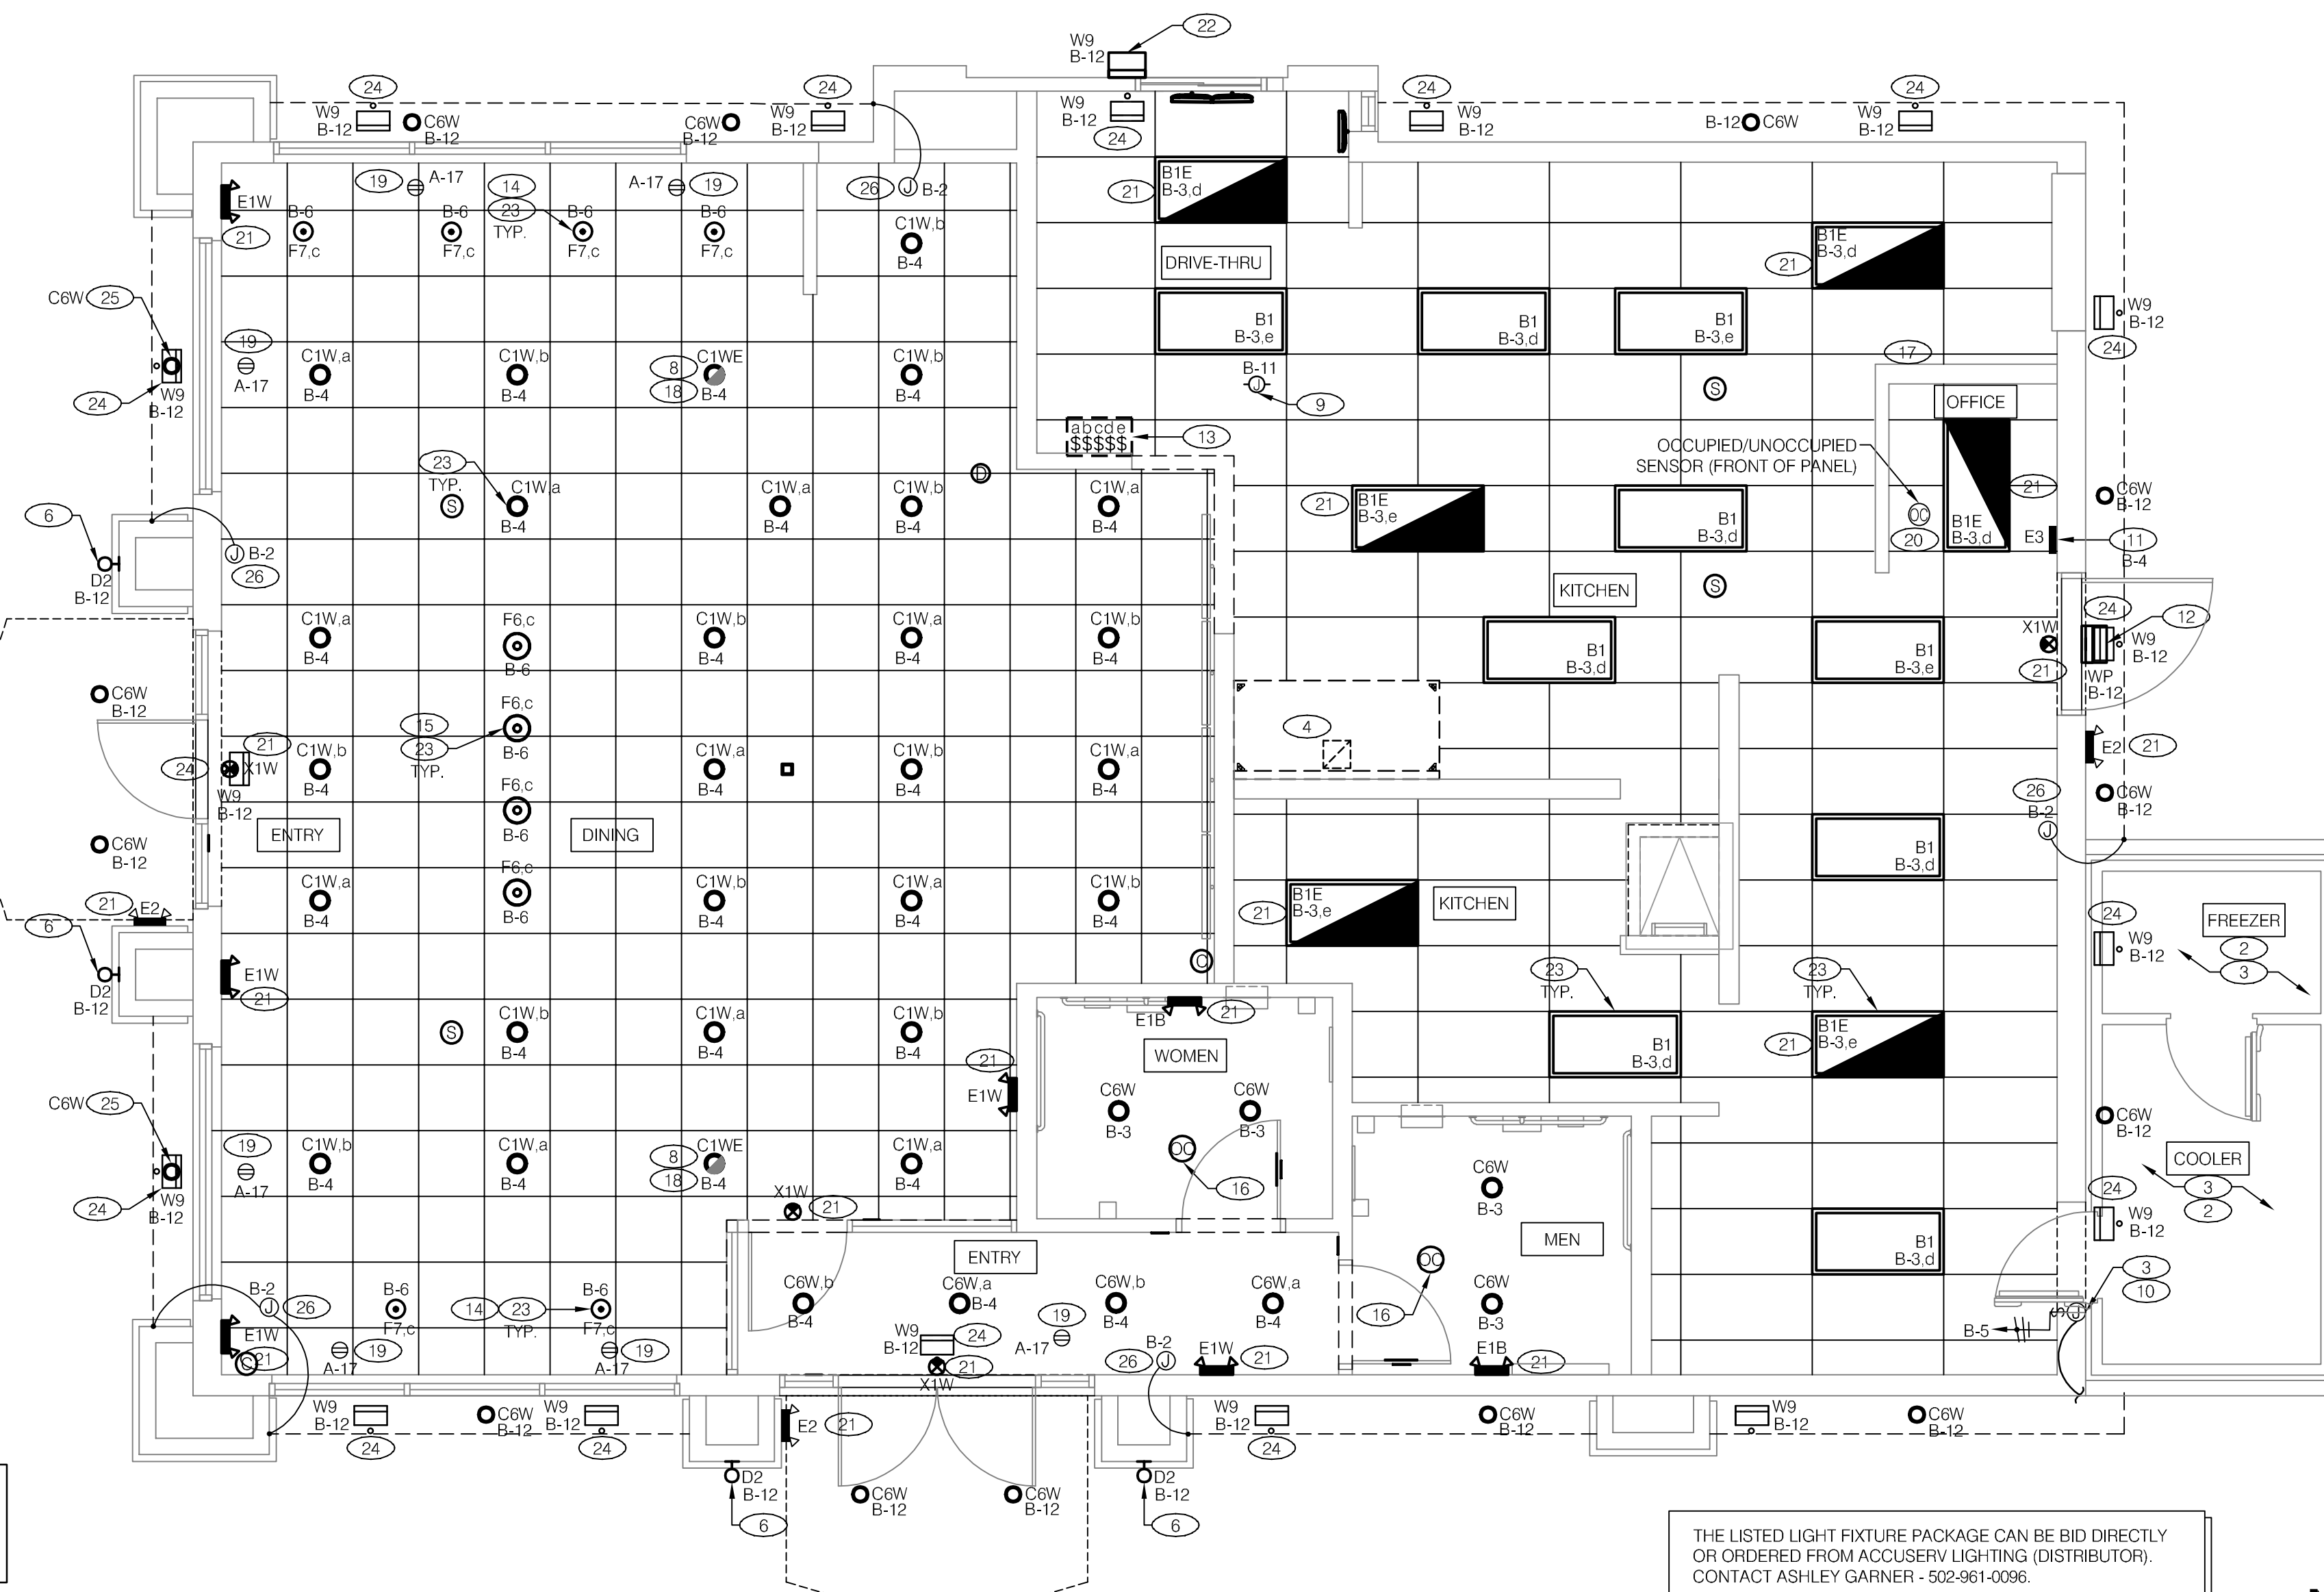 22
W9
B-12
24
W9
B-12
C6W
B-12
C6W
B-12
24
W9
B-12
W9
B-12
24
24
W9
B-12
B-12
C6W
24
W9
B-12
E1W
21
19
A-17
14
23
TYP.
A-17
19
26
J
B-2
B-6
F7,c
B-6
F7,c
B-6
F7,c
B-6
F7,c
C1W,b
B-4
21
B1E
B-3,d
DRIVE-THRU
21
B1E
B-3,d
C6W
25
24
W9
B-12
19
A-17
C1W,a
B-4
C1W,b
B-4
8
18
C1WE
B-4
C1W,b
B-4
B1
B-3,e
B1
B-3,d
B1
B-3,e
W9
B-12
24
17
B-11
J
9
S
OFFICE
abcde
$$$$$
13
OCCUPIED/UNOCCUPIED
SENSOR (FRONT OF PANEL)
OC
20
B1E
B-3,d
21
C6W
B-12
E3
11
B-4
23
TYP.
S
C1W,a
B-4
C1W,a
B-4
C1W,b
B-4
D
C1W,a
B-4
21
B1E
B-3,e
B1
B-3,d
6
D2
B-12
J
B-2
26
KITCHEN
S
C1W,a
B-4
F6,c
B-6
C1W,b
B-4
C1W,a
B-4
C1W,b
B-4
B1
B-3,d
B1
B-3,e
X1W
21
24
12
W9
B-12
WP
B-12
C6W
B-12
15
23
TYP.
F6,c
B-6
4
21
24
X1W
W9
B-12
C1W,b
B-4
C1W,a
B-4
C1W,b
B-4
C1W,a
B-4
E2
21
26
B-2
J
C6W
B-12
F6,c
B-6
C6W
B-12
ENTRY
DINING
B1
B-3,d
21
E2
6
D2
B-12
C1W,a
B-4
F6,c
B-6
C1W,b
B-4
C1W,a
B-4
C1W,b
B-4
21
B1E
B-3,e
KITCHEN
24
W9
B-12
FREEZER
2
3
E1W
21
23
TYP.
23
TYP.
S
C1W,b
B-4
C1W,a
B-4
C1W,b
B-4
E1B
21
WOMEN
B1
B-3,d
21
B1E
B-3,e
21
E1W
C6W
B-3
C6W
B-3
OC
16
C6W
25
24
W9
B-12
19
A-17
C1W,b
B-4
C1W,a
B-4
8
18
C1WE
B-4
C1W,a
B-4
C6W
B-12
COOLER
3
2
24
W9
B-12
X1W
21
C6W
B-3
MEN
OC
16
B1
B-3,d
ENTRY
C6W,b
B-4
C6W,a
B-4
C6W,b
B-4
C6W,a
B-4
C6W
B-3
3
10
$
J
B-5
B-2
J
26
B-6
F7,c
14
23
TYP.
B-6
F7,c
E1W
21
A-17
19
A-17
19
W9
B-12
24
21
X1W
19
A-17
B-2
26
J
E1W
21
E1B
21
W9
B-12
24
C6W
B-12
W9
B-12
24
E2
21
W9
B-12
24
C6W
B-12
W9
B-12
C6W
B-12
D2
B-12
6
C6W
B-12
C6W
B-12
D2
B-12
6
THE LISTED LIGHT FIXTURE PACKAGE CAN BE BID DIRECTLY
OR ORDERED FROM ACCUSERV LIGHTING (DISTRIBUTOR).
CONTACT ASHLEY GARNER - 502-961-0096.